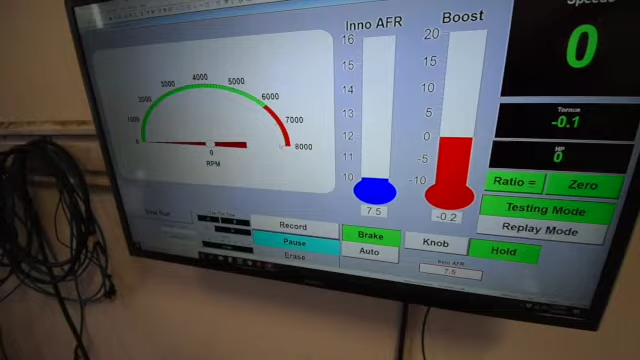 Inno AFR
Boost
Speed
16
15
14
13
12
11
10
20
15
10
5
0
-5
-10
0
1000
2000
3000
4000
5000
6000
7000
8000
0
RPM
7.5
-0.2
0
Torque
-0.1
HP
0
Ratio =
Zero
Testing Mode
Replay Mode
Record
Pause
Erase
Brake
Auto
Knob
Hold
Inno AFR
7.5